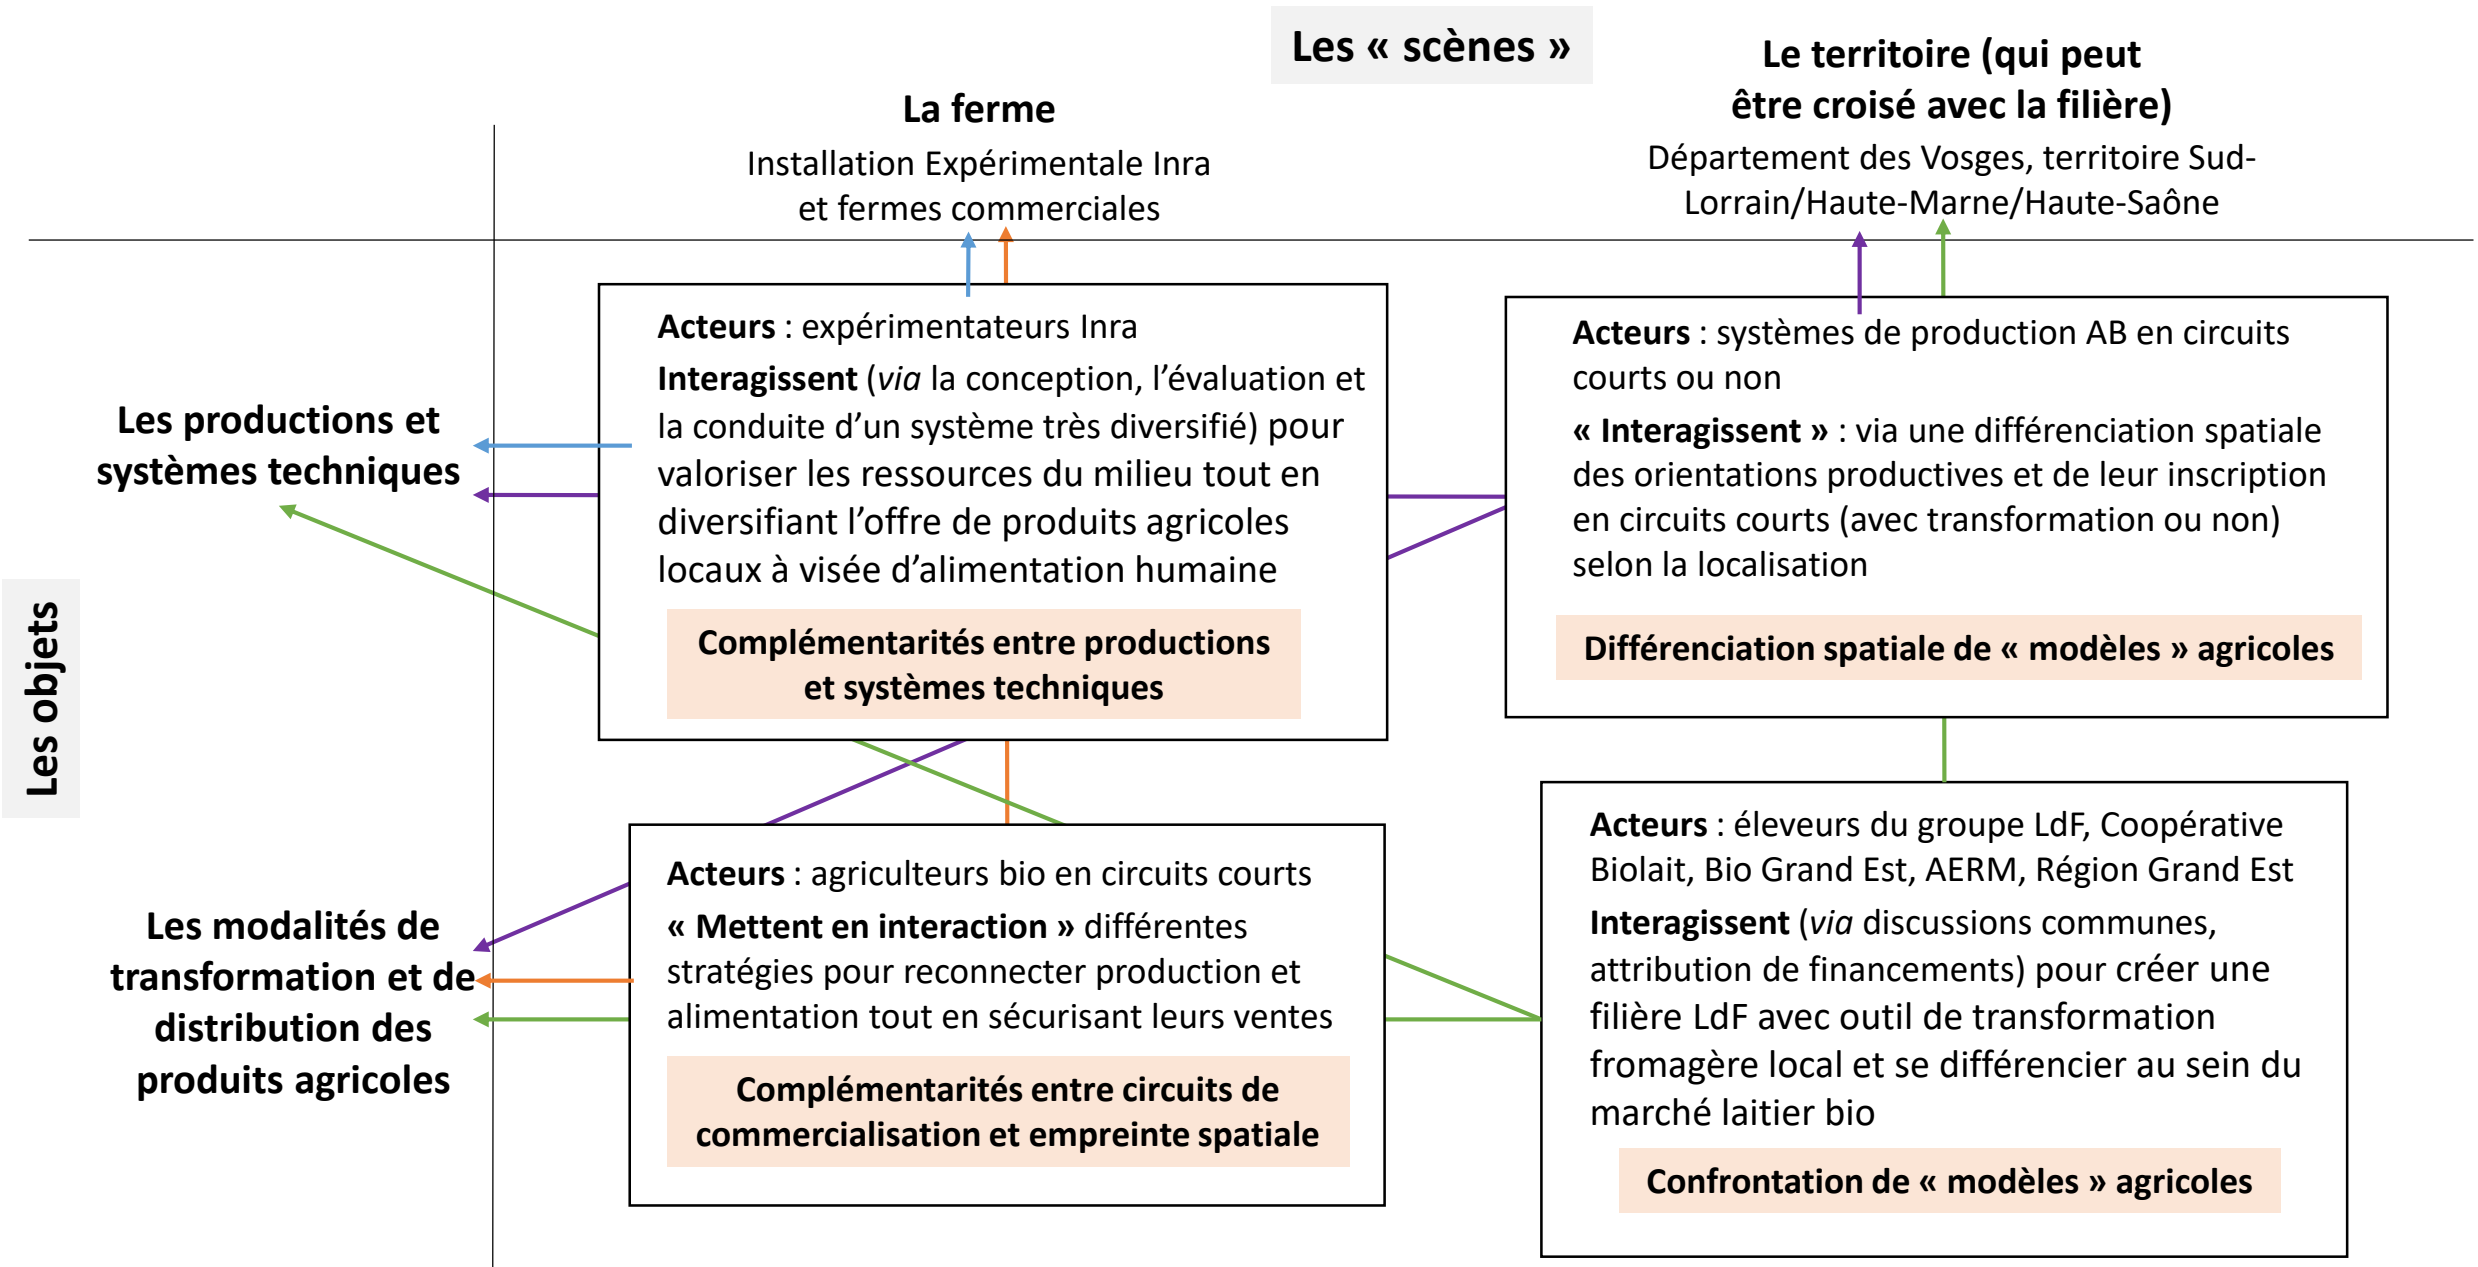 Les « scènes »
La ferme
Installation Expérimentale Inra
et fermes commerciales
Le territoire (qui peut
être croisé avec la filière)
Département des Vosges, territoire Sud-
Lorrain/Haute-Marne/Haute-Saône
Les objets
Les productions et
systèmes techniques
Acteurs : expérimentateurs Inra
Interagissent (via la conception, l’évaluation et
la conduite d’un système très diversifié) pour
valoriser les ressources du milieu tout en
diversifiant l’offre de produits agricoles
locaux à visée d’alimentation humaine
Complémentarités entre productions
et systèmes techniques
Acteurs : systèmes de production AB en circuits
courts ou non
« Interagissent » : via une différenciation spatiale
des orientations productives et de leur inscription
en circuits courts (avec transformation ou non)
selon la localisation
Différenciation spatiale de « modèles » agricoles
Les modalités de
transformation et de
distribution des
produits agricoles
Acteurs : agriculteurs bio en circuits courts
« Mettent en interaction » différentes
stratégies pour reconnecter production et
alimentation tout en sécurisant leurs ventes
Complémentarités entre circuits de
commercialisation et empreinte spatiale
Acteurs : éleveurs du groupe LdF, Coopérative
Biolait, Bio Grand Est, AERM, Région Grand Est
Interagissent (via discussions communes,
attribution de financements) pour créer une
filière LdF avec outil de transformation
fromagère local et se différencier au sein du
marché laitier bio
Confrontation de « modèles » agricoles